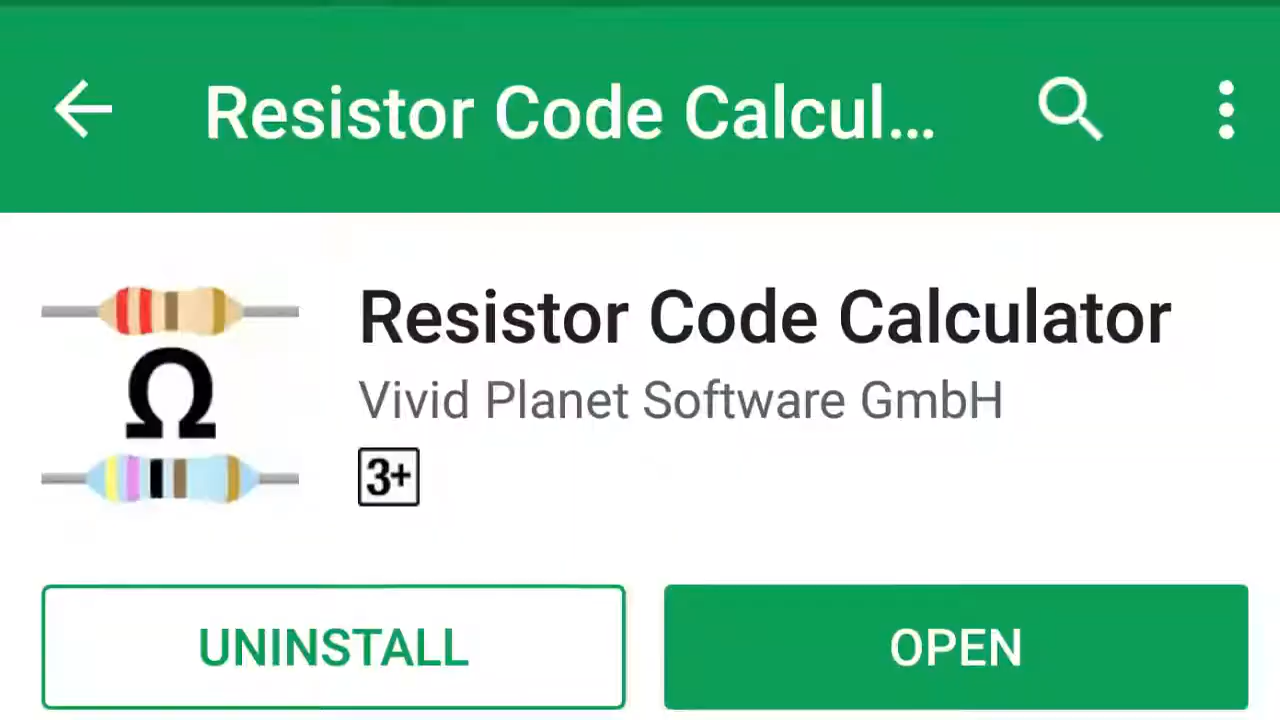 Resistor Code Calcul...
Resistor Code Calculator
Vivid Planet Software GmbH
Ω
3+
UNINSTALL
OPEN